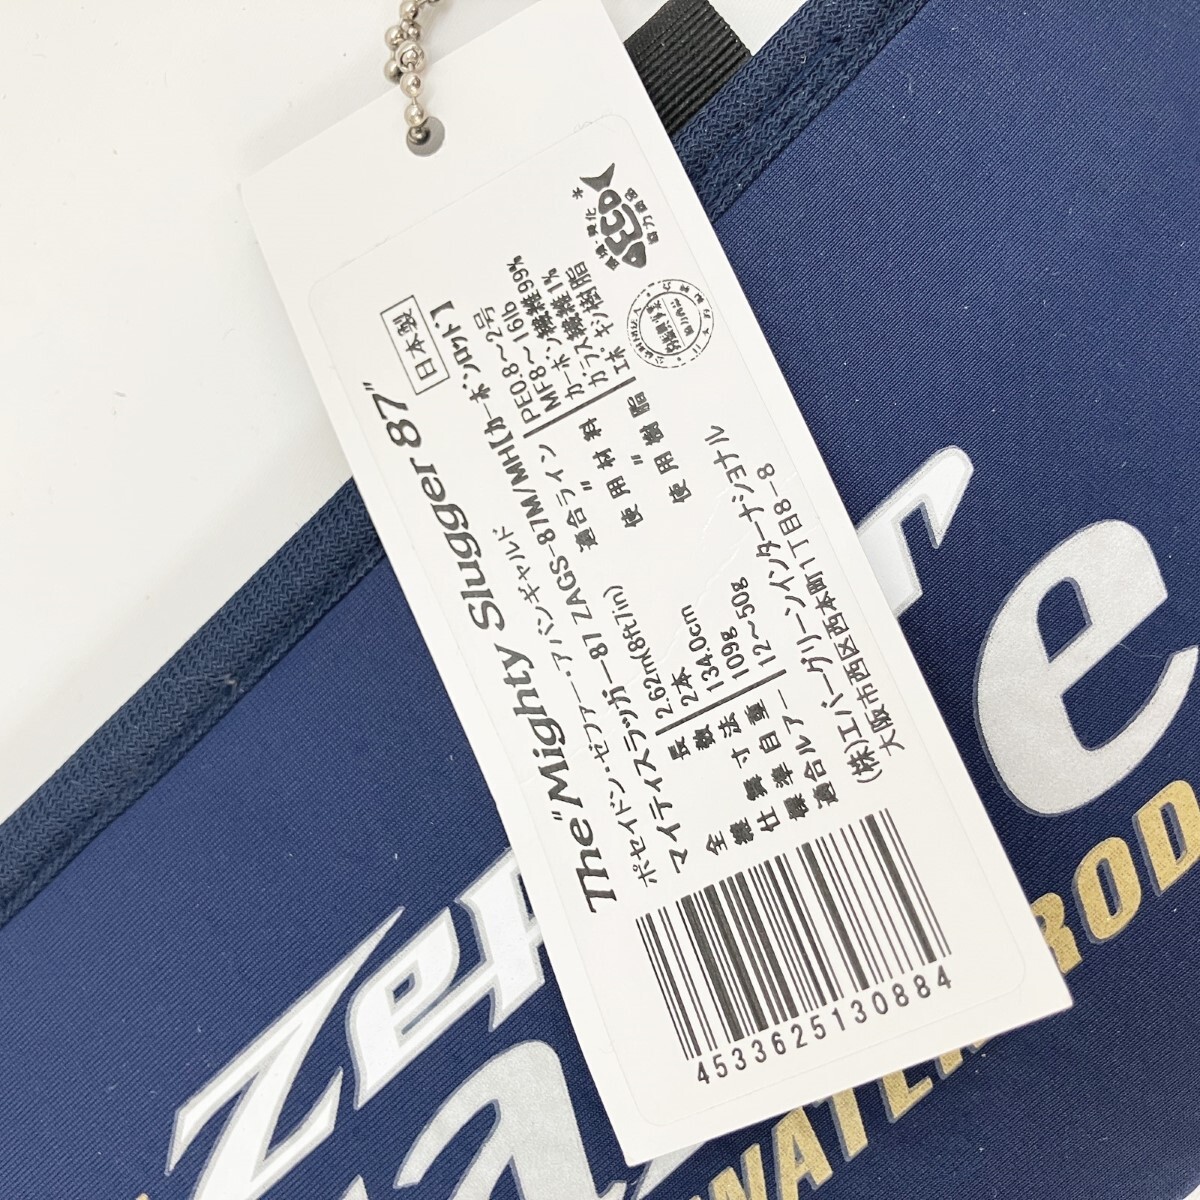 The "Mighty Slugger 87"
日本製
ポセイドン・ゼファー・アバンギャルド
マイティスラッガー87 ZAGS-87M/MH【カーボンロッド】
全長 2.62m(8ft7in)
継数 2本
仕舞寸法 134.0cm
標準自重 109g
適合ルアー 12～50g
適合ライン PE0.8～2号
MF8～16lb
使用材料 カーボン繊維 99%
〃 ガラス繊維 1%
使用樹脂 エポキシ樹脂
(株)エバーグリーンインターナショナル
大阪市西区西本町1丁目8-8
ECO
4533625130884
Zep
r
a
e
ROD